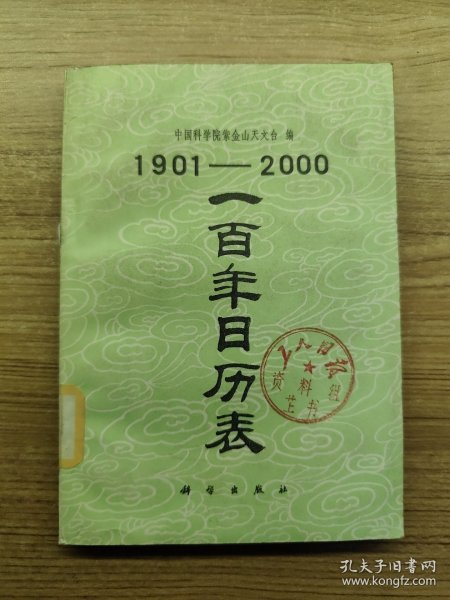 中国科学院紫金山天文台 编
1901—2000
一百年日历表
工人日报社
资料
图书
科学出版社
孔夫子旧书网
www.kongfz.com